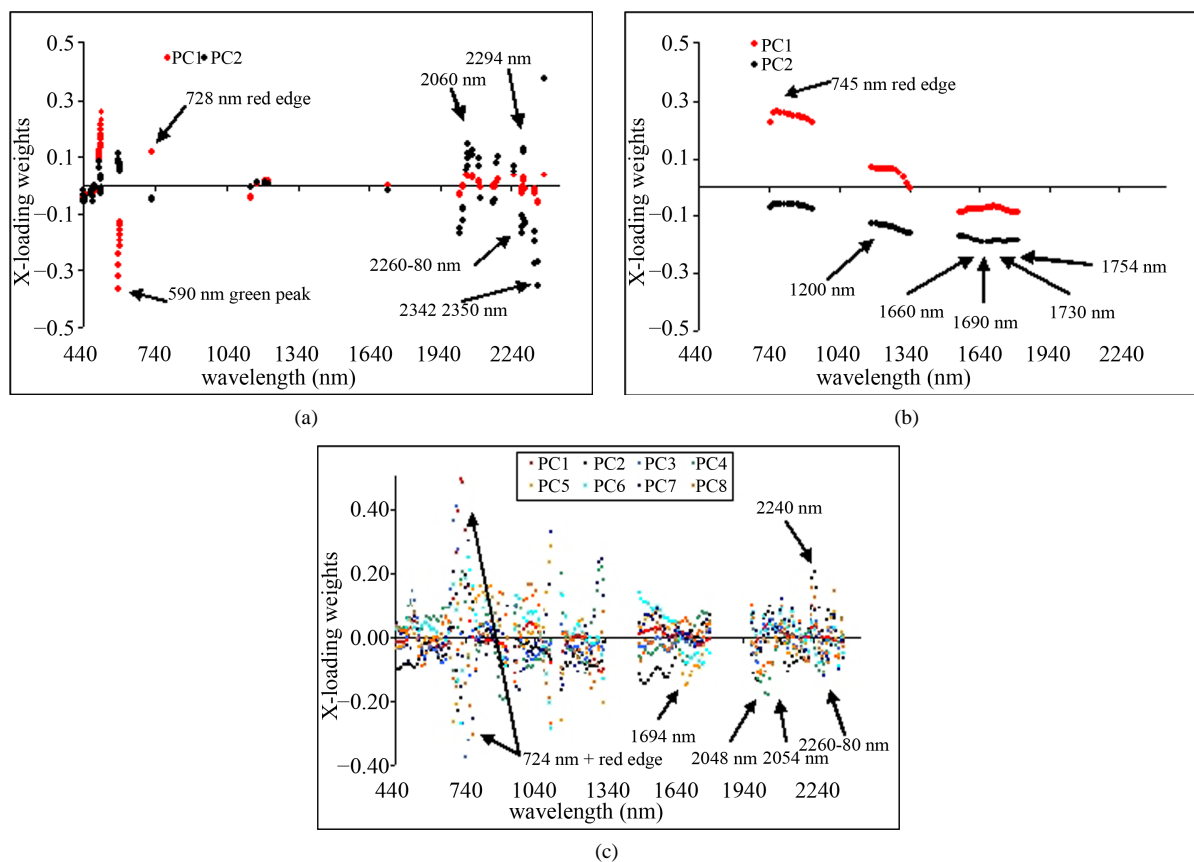 0.5
0.3
0.1
−0.1
−0.3
−0.5
X-loading weights
PC1 PC2
728 nm red edge
590 nm green peak
2060 nm
2294 nm
2260-80 nm
2342 2350 nm
440 740 1040 1340 1640 1940 2240
wavelength (nm)
(a)
0.5
0.3
0.1
−0.1
−0.3
−0.5
X-loading weights
PC1
PC2
745 nm red edge
1200 nm
1660 nm
1690 nm
1730 nm
1754 nm
440 740 1040 1340 1640 1940 2240
wavelength (nm)
(b)
PC1 PC2 PC3 PC4
PC5 PC6 PC7 PC8
0.40
0.20
0.00
−0.20
−0.40
X-loading weights
2240 nm
1694 nm
724 nm + red edge
2048 nm
2054 nm
2260-80 nm
440 740 1040 1340 1640 1940 2240
wavelength (nm)
(c)